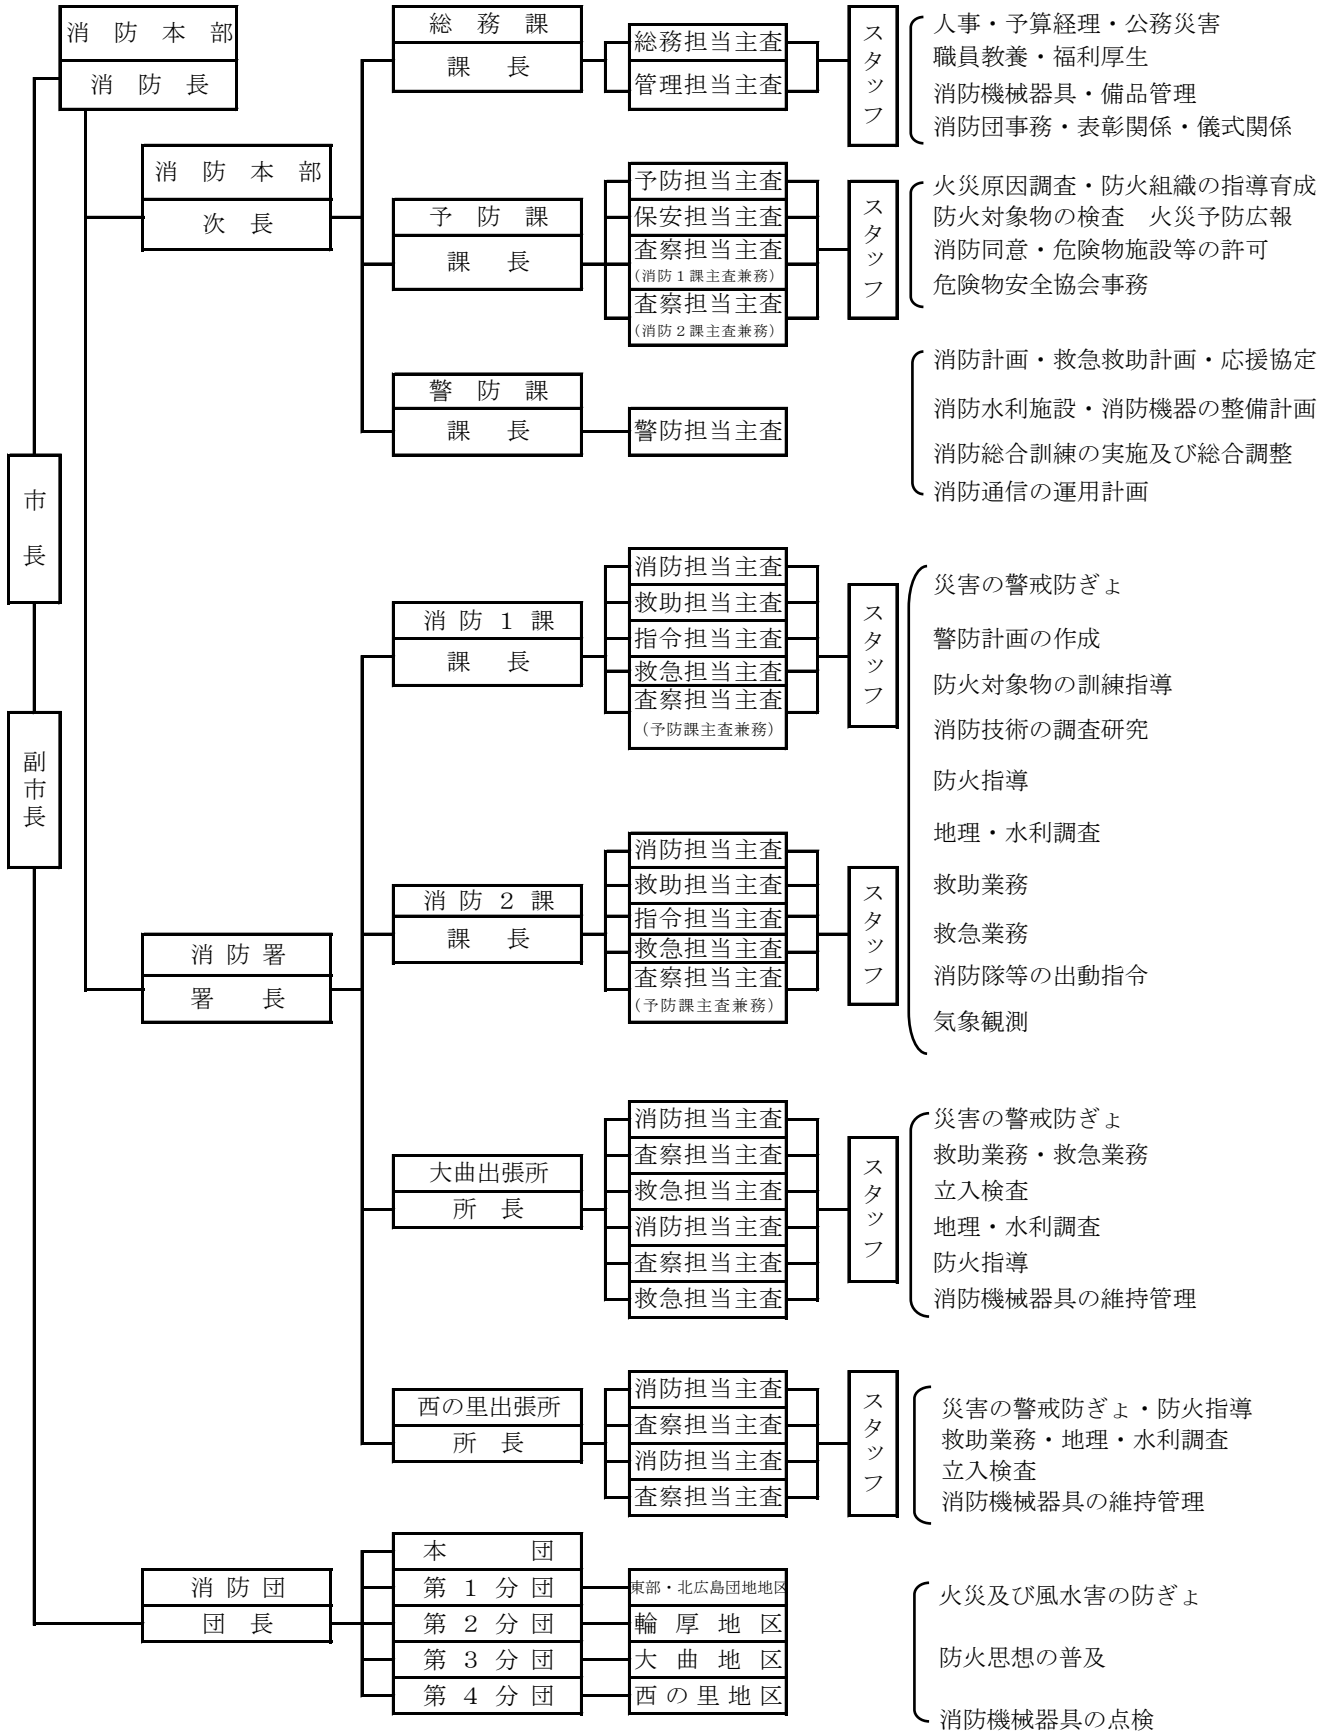 消防本部
消防長
市長
副市長
消防本部
次長
総務課
課長
総務担当主査
管理担当主査
スタッフ
人事・予算経理・公務災害
職員教養・福利厚生
消防機械器具・備品管理
消防団事務・表彰関係・儀式関係
予防課
課長
予防担当主査
保安担当主査
査察担当主査
(消防1課主査兼務)
査察担当主査
(消防2課主査兼務)
スタッフ
火災原因調査・防火組織の指導育成
防火対象物の検査　火災予防広報
消防同意・危険物施設等の許可
危険物安全協会事務
警防課
課長
警防担当主査
消防計画・救急救助計画・応援協定
消防水利施設・消防機器の整備計画
消防総合訓練の実施及び総合調整
消防通信の運用計画
消防署
署長
消防1課
課長
消防担当主査
救助担当主査
指令担当主査
救急担当主査
査察担当主査
(予防課主査兼務)
スタッフ
消防2課
課長
消防担当主査
救助担当主査
指令担当主査
救急担当主査
査察担当主査
(予防課主査兼務)
スタッフ
災害の警戒防ぎょ
警防計画の作成
防火対象物の訓練指導
消防技術の調査研究
防火指導
地理・水利調査
救助業務
救急業務
消防隊等の出動指令
気象観測
大曲出張所
所長
消防担当主査
査察担当主査
救急担当主査
消防担当主査
査察担当主査
救急担当主査
スタッフ
災害の警戒防ぎょ
救助業務・救急業務
立入検査
地理・水利調査
防火指導
消防機械器具の維持管理
西の里出張所
所長
消防担当主査
査察担当主査
消防担当主査
査察担当主査
スタッフ
災害の警戒防ぎょ・防火指導
救助業務・地理・水利調査
立入検査
消防機械器具の維持管理
消防団
団長
本団
第1分団
第2分団
第3分団
第4分団
東部・北広島団地地区
輪厚地区
大曲地区
西の里地区
火災及び風水害の防ぎょ
防火思想の普及
消防機械器具の点検